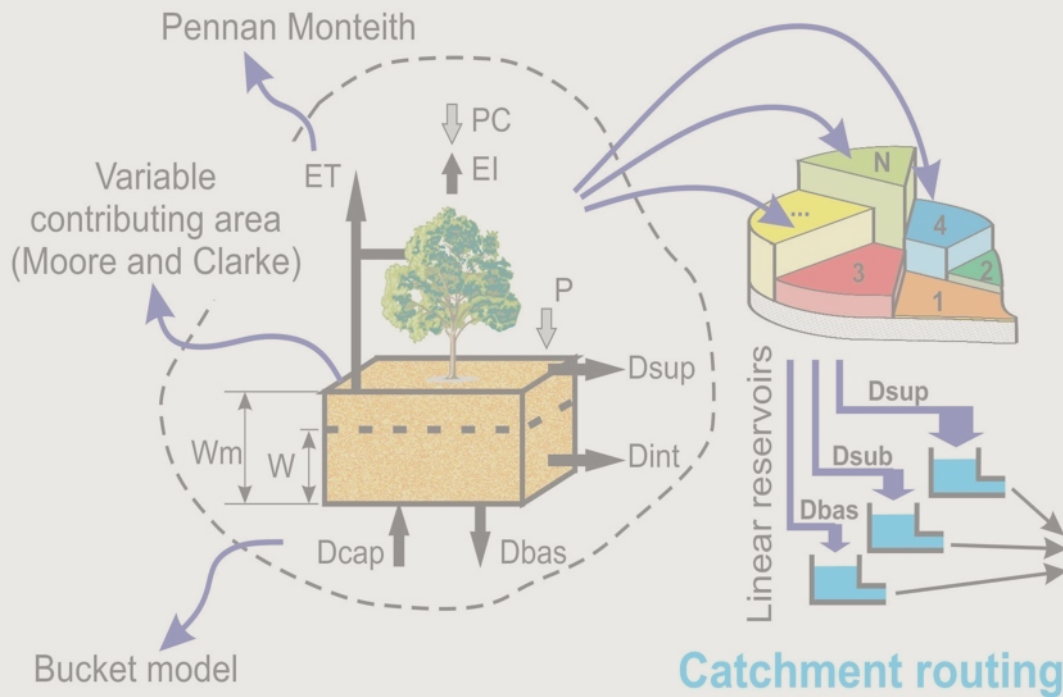 Pennan Monteith
PC
EI
ET
Variable
contributing area
(Moore and Clarke)
P
Dsup
Wm
W
Dint
Dcap
Dbas
Bucket model
N
...
4
3
2
1
Linear reservoirs
Dsup
Dsub
Dbas
Catchment routing